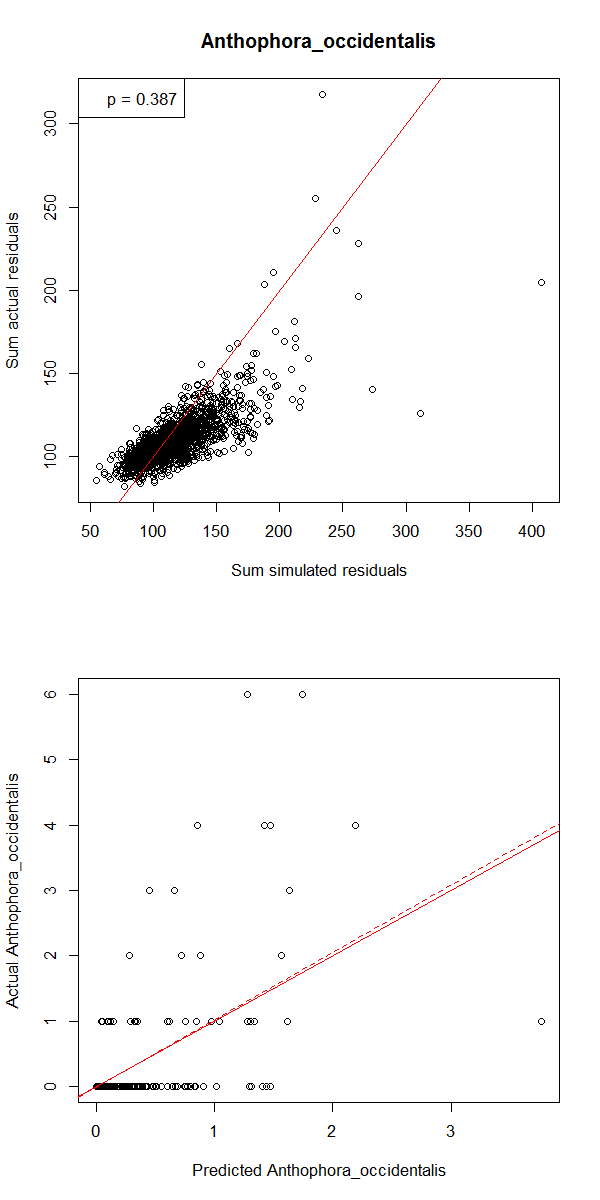 Anthophora_occidentalis
p = 0.387
300
250
200
150
100
Sum actual residuals
50 100 150 200 250 300 350 400
Sum simulated residuals
6
5
4
3
2
1
0
Actual Anthophora_occidentalis
0 1 2 3
Predicted Anthophora_occidentalis